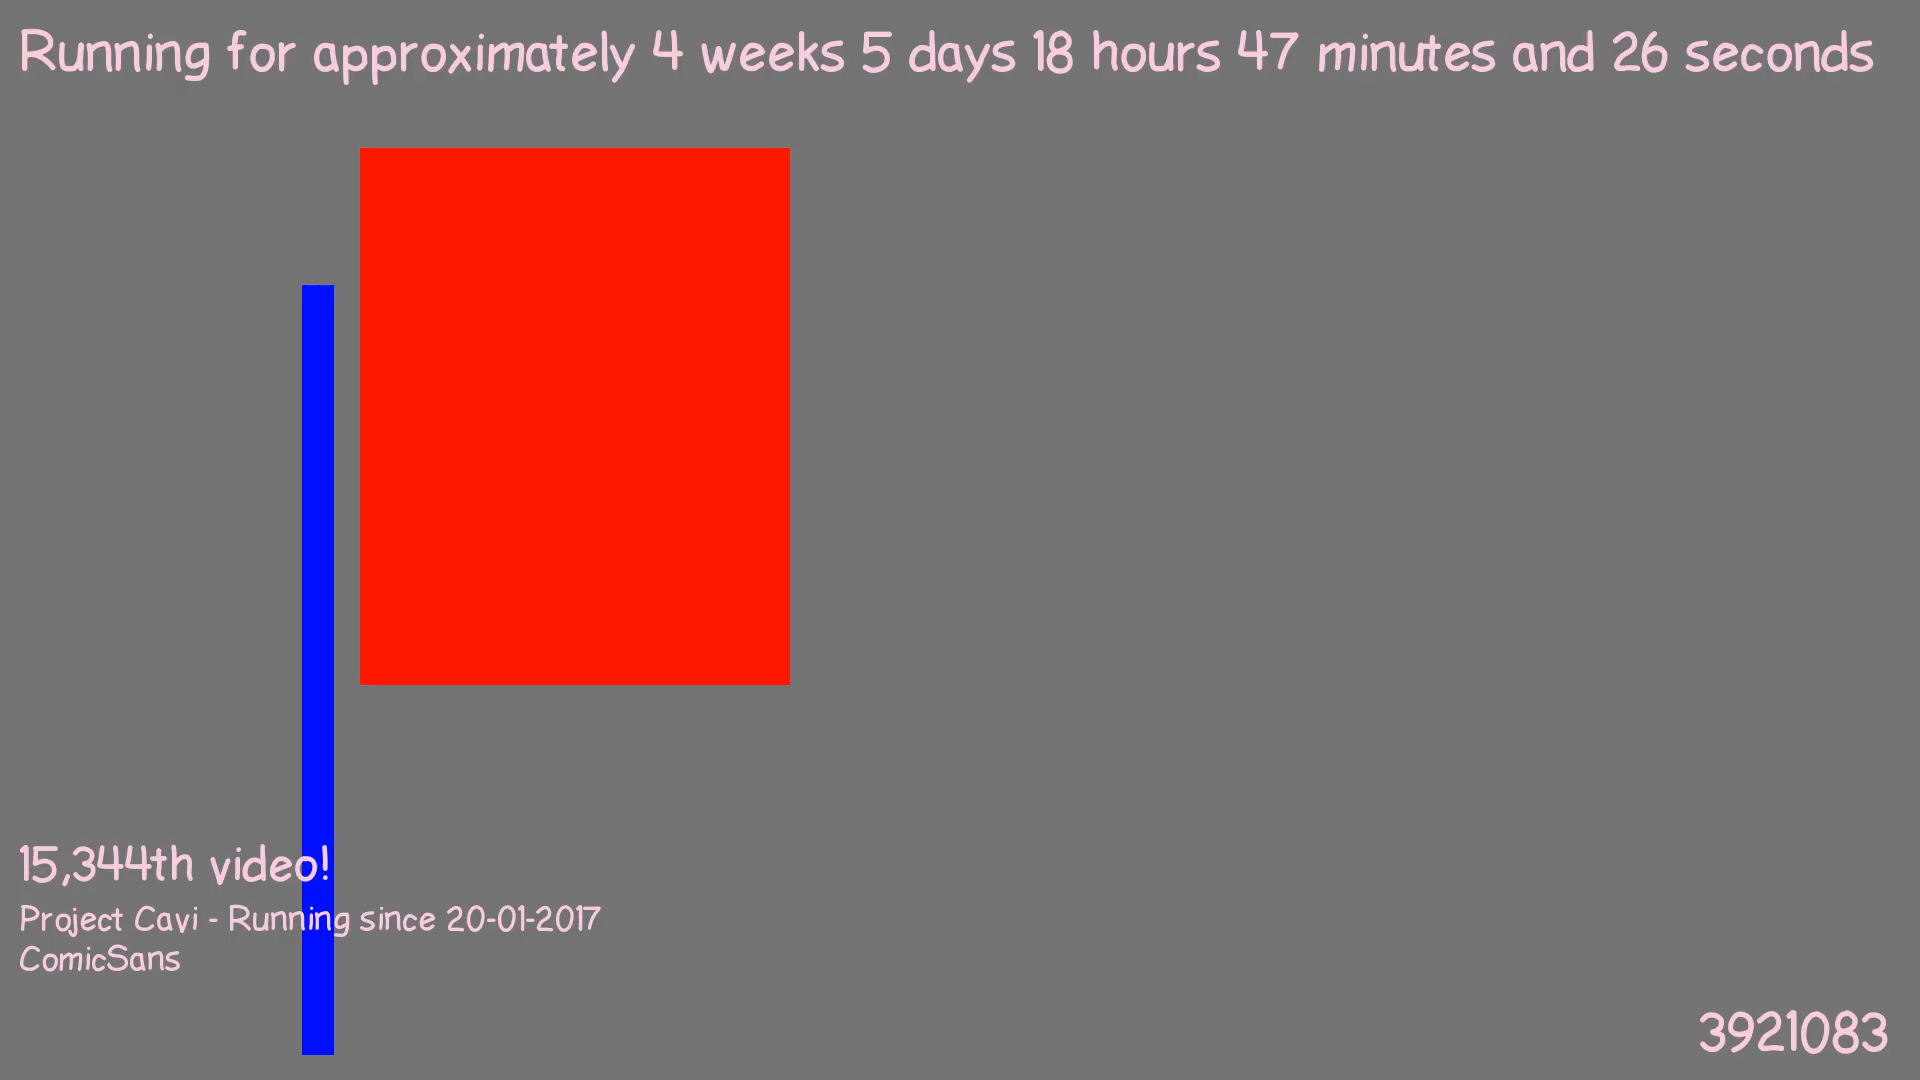 Running for approximately 4 weeks 5 days 18 hours 47 minutes and 26 seconds
15,344th video!
Project Cavi - Running since 20-01-2017
ComicSans
3921083